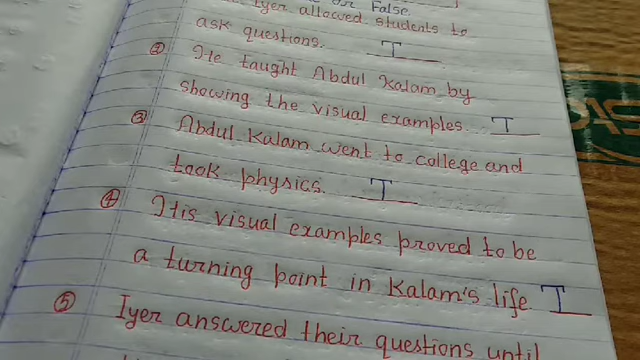 or False
Iyer allowed students to
ask questions. T
② He taught Abdul Kalam by
showing the visual examples. T
③ Abdul Kalam went to college and
took physics. T
④ His visual examples proved to be
a turning point in Kalam's life T
⑤ Iyer answered their questions until